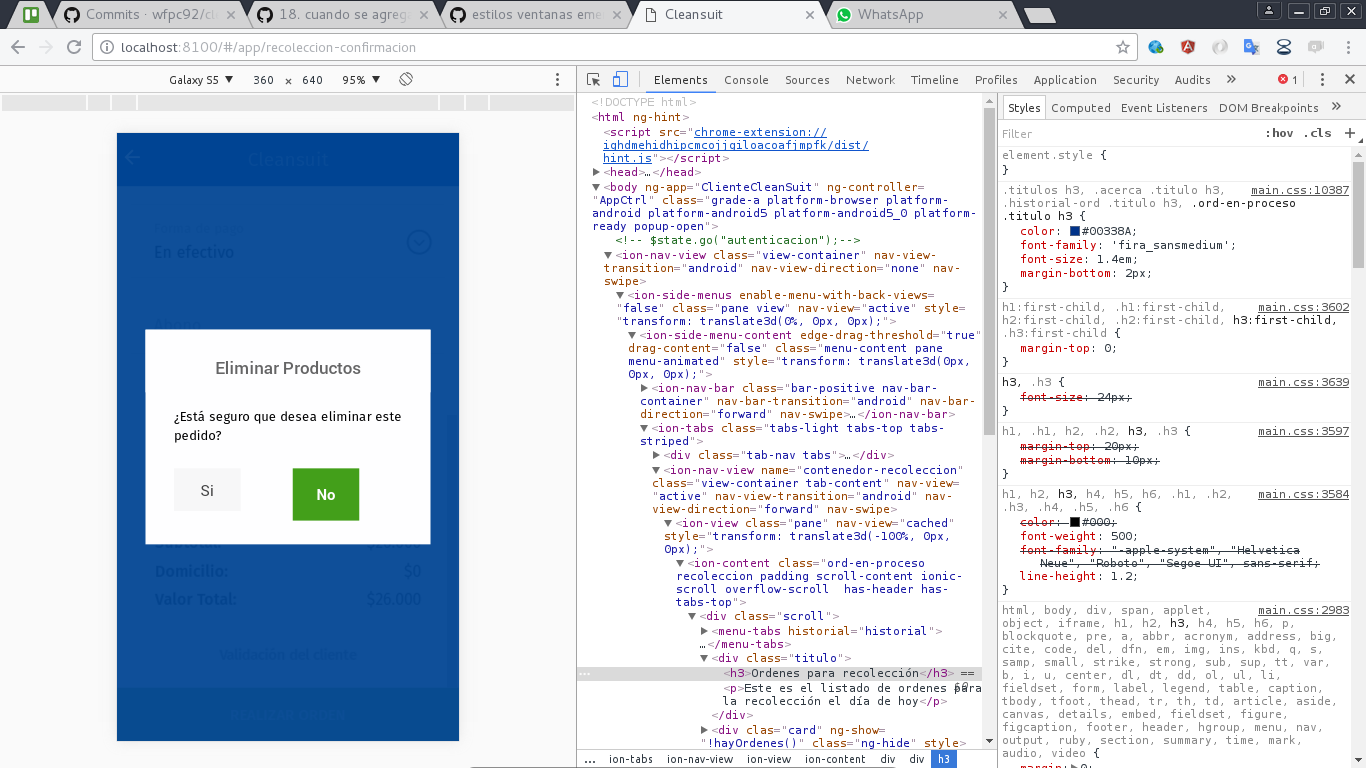 Commits · wfpc92/cl
18. cuando se agreg
estilos ventanas eme
Cleansuit
WhatsApp
localhost:8100/#/app/recoleccion-confirmacion
Galaxy S5 ▼ 360 × 640 95% ▼
Cleansuit
En efectivo
Eliminar Productos
¿Está seguro que desea eliminar este
pedido?
Si
No
Domicilio: $0
Valor Total: $26.000
Validación del cliente
Elements Console Sources Network Timeline Profiles Application Security Audits » 1
<!DOCTYPE html>
<html ng-hint>
<script src="chrome-extension://
ighdmehidhipcmcojjgiloacoafjmpfk/dist/
hint.js"></script>
<head>…</head>
<body ng-app="ClienteCleanSuit" ng-controller=
"AppCtrl" class="grade-a platform-browser platform-
android platform-android5 platform-android5_0 platform-
ready popup-open">
<!-- $state.go("autenticacion");-->
<ion-nav-view class="view-container" nav-view-
transition="android" nav-view-direction="none" nav-
swipe>
<ion-side-menus enable-menu-with-back-views=
"false" class="pane view" nav-view="active" style=
"transform: translate3d(0%, 0px, 0px);">
<ion-side-menu-content edge-drag-threshold="true"
drag-content="false" class="menu-content pane
menu-animated" style="transform: translate3d(0px,
0px, 0px);">
<ion-nav-bar class="bar-positive nav-bar-
container" nav-bar-transition="android" nav-bar-
direction="forward" nav-swipe>…</ion-nav-bar>
<ion-tabs class="tabs-light tabs-top tabs-
striped">
<div class="tab-nav tabs">…</div>
<ion-nav-view name="contenedor-recoleccion"
class="view-container tab-content" nav-view=
"active" nav-view-transition="android" nav-
view-direction="forward" nav-swipe>
<ion-view class="pane" nav-view="cached"
style="transform: translate3d(-100%, 0px,
0px);">
<ion-content class="ord-en-proceso
recoleccion padding scroll-content ionic-
scroll overflow-scroll  has-header has-
tabs-top">
<div class="scroll">
<menu-tabs historial="historial">
…</menu-tabs>
<div class="titulo">
<h3>Ordenes para recolección</h3> ==
<p>Este es el listado de ordenes para
la recolección el día de hoy</p>
</div>
<div class="card" ng-show=
"!hayOrdenes()" class="ng-hide" style>
... ion-tabs ion-nav-view ion-view ion-content div div h3
Styles Computed Event Listeners DOM Breakpoints »
Filter :hov .cls +
element.style {
}
.titulos h3, .acerca .titulo h3, main.css:10387
.historial-ord .titulo h3, .ord-en-proceso
.titulo h3 {
color: #00338A;
font-family: 'fira_sansmedium';
font-size: 1.4em;
margin-bottom: 2px;
}
h1:first-child, .h1:first-child, main.css:3602
h2:first-child, .h2:first-child, h3:first-child,
.h3:first-child {
margin-top: 0;
}
h3, .h3 { main.css:3639
font-size: 24px;
}
h1, .h1, h2, .h2, h3, .h3 { main.css:3597
margin-top: 20px;
margin-bottom: 10px;
}
h1, h2, h3, h4, h5, h6, .h1, .h2, main.css:3584
.h3, .h4, .h5, .h6 {
color: #000;
font-weight: 500;
font-family: "-apple-system", "Helvetica
Neue", "Roboto", "Segoe UI", sans-serif;
line-height: 1.2;
}
html, body, div, span, applet, main.css:2983
object, iframe, h1, h2, h3, h4, h5, h6, p,
blockquote, pre, a, abbr, acronym, address, big,
cite, code, del, dfn, em, img, ins, kbd, q, s,
samp, small, strike, strong, sub, sup, tt, var,
b, i, u, center, dl, dt, dd, ol, ul, li,
fieldset, form, label, legend, table, caption,
tbody, tfoot, thead, tr, th, td, article, aside,
canvas, details, embed, fieldset, figure,
figcaption, footer, header, hgroup, menu, nav,
output, ruby, section, summary, time, mark,
audio, video {
margin: 0;